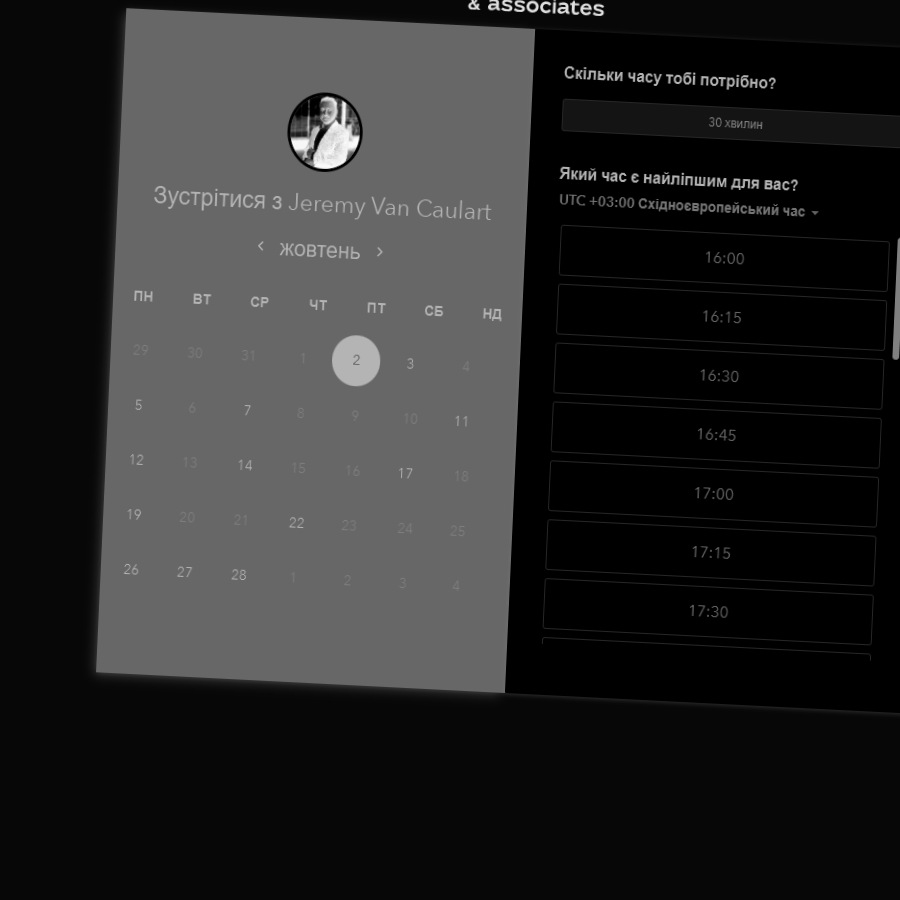 & associates
Зустрітися з Jeremy Van Caulart
‹ жовтень ›
ПН ВТ СР ЧТ ПТ СБ НД
29 30 31 1 2 3 4
5 6 7 8 9 10 11
12 13 14 15 16 17 18
19 20 21 22 23 24 25
26 27 28 1 2 3 4
Скільки часу тобі потрібно?
30 хвилин
Який час є найліпшим для вас?
UTC +03:00 Східноєвропейський час
16:00
16:15
16:30
16:45
17:00
17:15
17:30